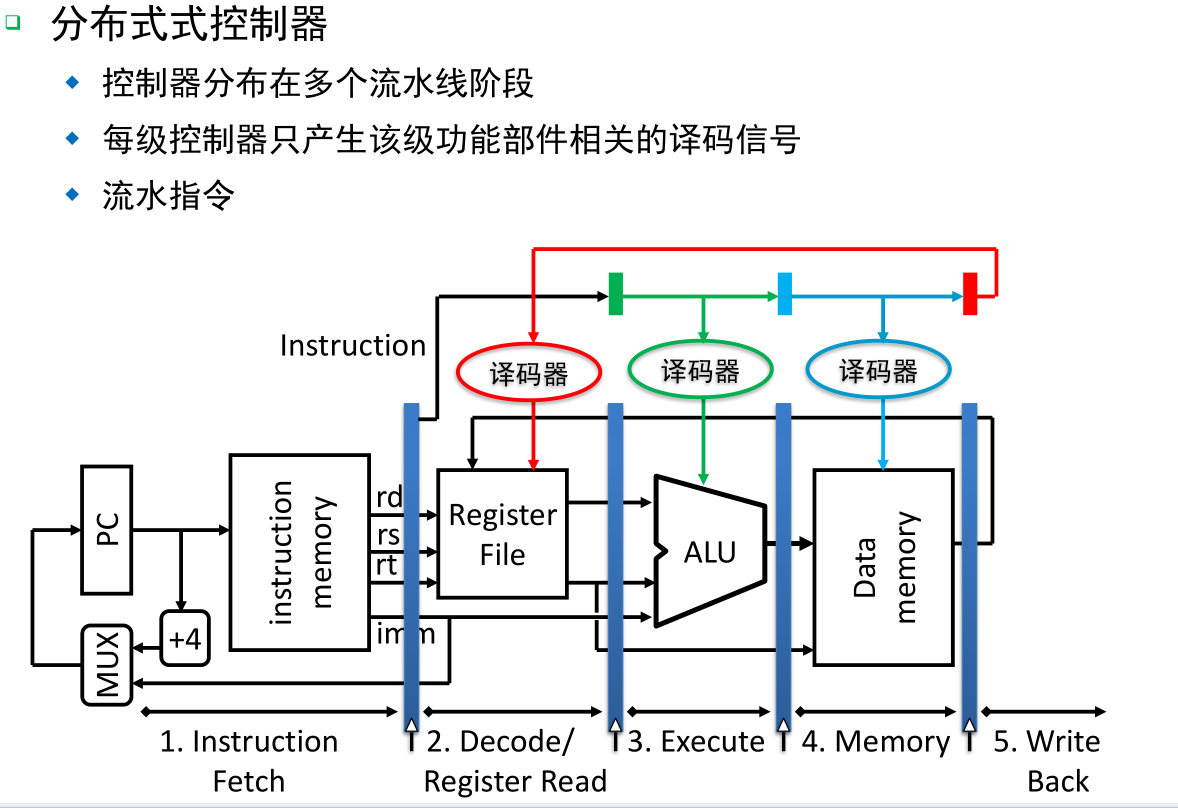 分布式式控制器
控制器分布在多个流水线阶段
每级控制器只产生该级功能部件相关的译码信号
流水指令
Instruction
译码器
译码器
译码器
PC
instruction
memory
rd
rs
rt
imm
Register
File
ALU
Data
memory
+4
MUX
1. Instruction
Fetch
2. Decode/
Register Read
3. Execute
4. Memory
5. Write
Back